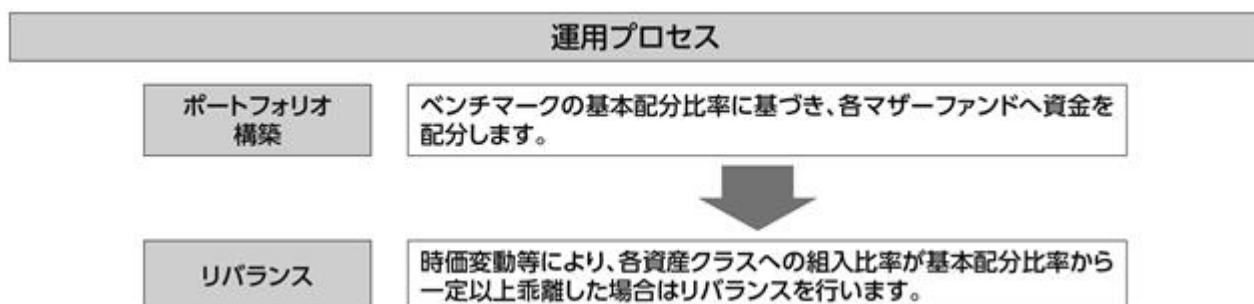 運用プロセス
ポートフォリオ
構築
ベンチマークの基本配分比率に基づき、各マザーファンドへ資金を
配分します。
リバランス
時価変動等により、各資産クラスへの組入比率が基本配分比率から
一定以上乖離した場合はリバランスを行います。